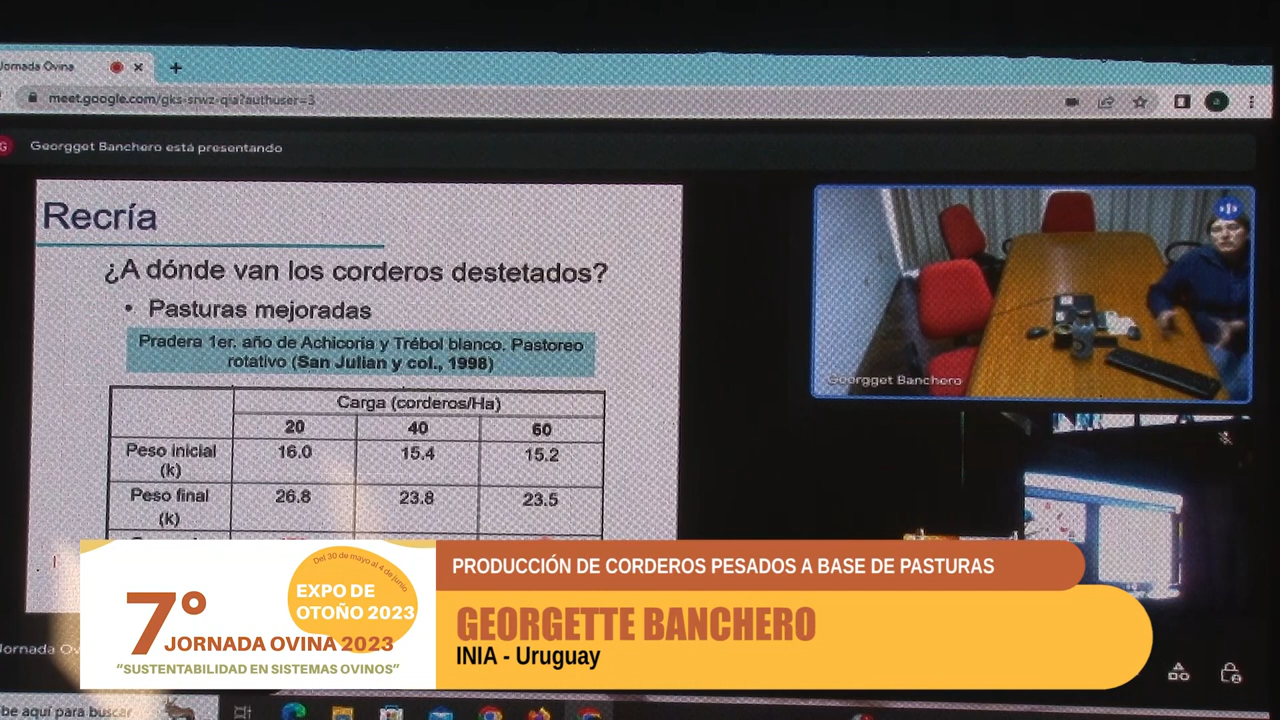 Jornada Ovina
meet.google.com/gks-srwz-qia?authuser=3
G
Georgget Banchero está presentando
Recría
¿A dónde van los corderos destetados?
• Pasturas mejoradas
Pradera 1er. año de Achicoria y Trébol blanco. Pastoreo
rotativo (San Julian y col., 1998)
Carga (corderos/Ha)
20 40 60
Peso inicial (k) 16.0 15.4 15.2
Peso final (k) 26.8 23.8 23.5
Georgget Banchero
Del 30 de mayo al 4 de junio
EXPO DE
OTOÑO 2023
7°
JORNADA OVINA 2023
“SUSTENTABILIDAD EN SISTEMAS OVINOS”
PRODUCCIÓN DE CORDEROS PESADOS A BASE DE PASTURAS
GEORGETTE BANCHERO
INIA - Uruguay
be aquí para buscar